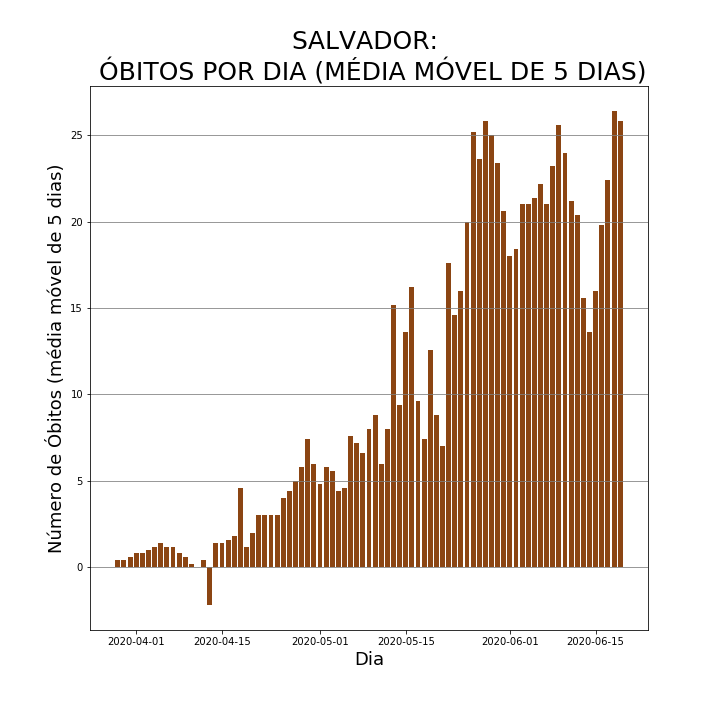 SALVADOR:
ÓBITOS POR DIA (MÉDIA MÓVEL DE 5 DIAS)
Número de Óbitos (média móvel de 5 dias)
25
20
15
10
5
0
2020-04-01 2020-04-15 2020-05-01 2020-05-15 2020-06-01 2020-06-15
Dia